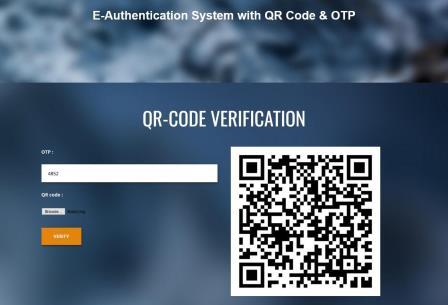 E-Authentication System with QR Code & OTP
QR-CODE VERIFICATION
OTP :
4852
QR code :
Browse...
VERIFY